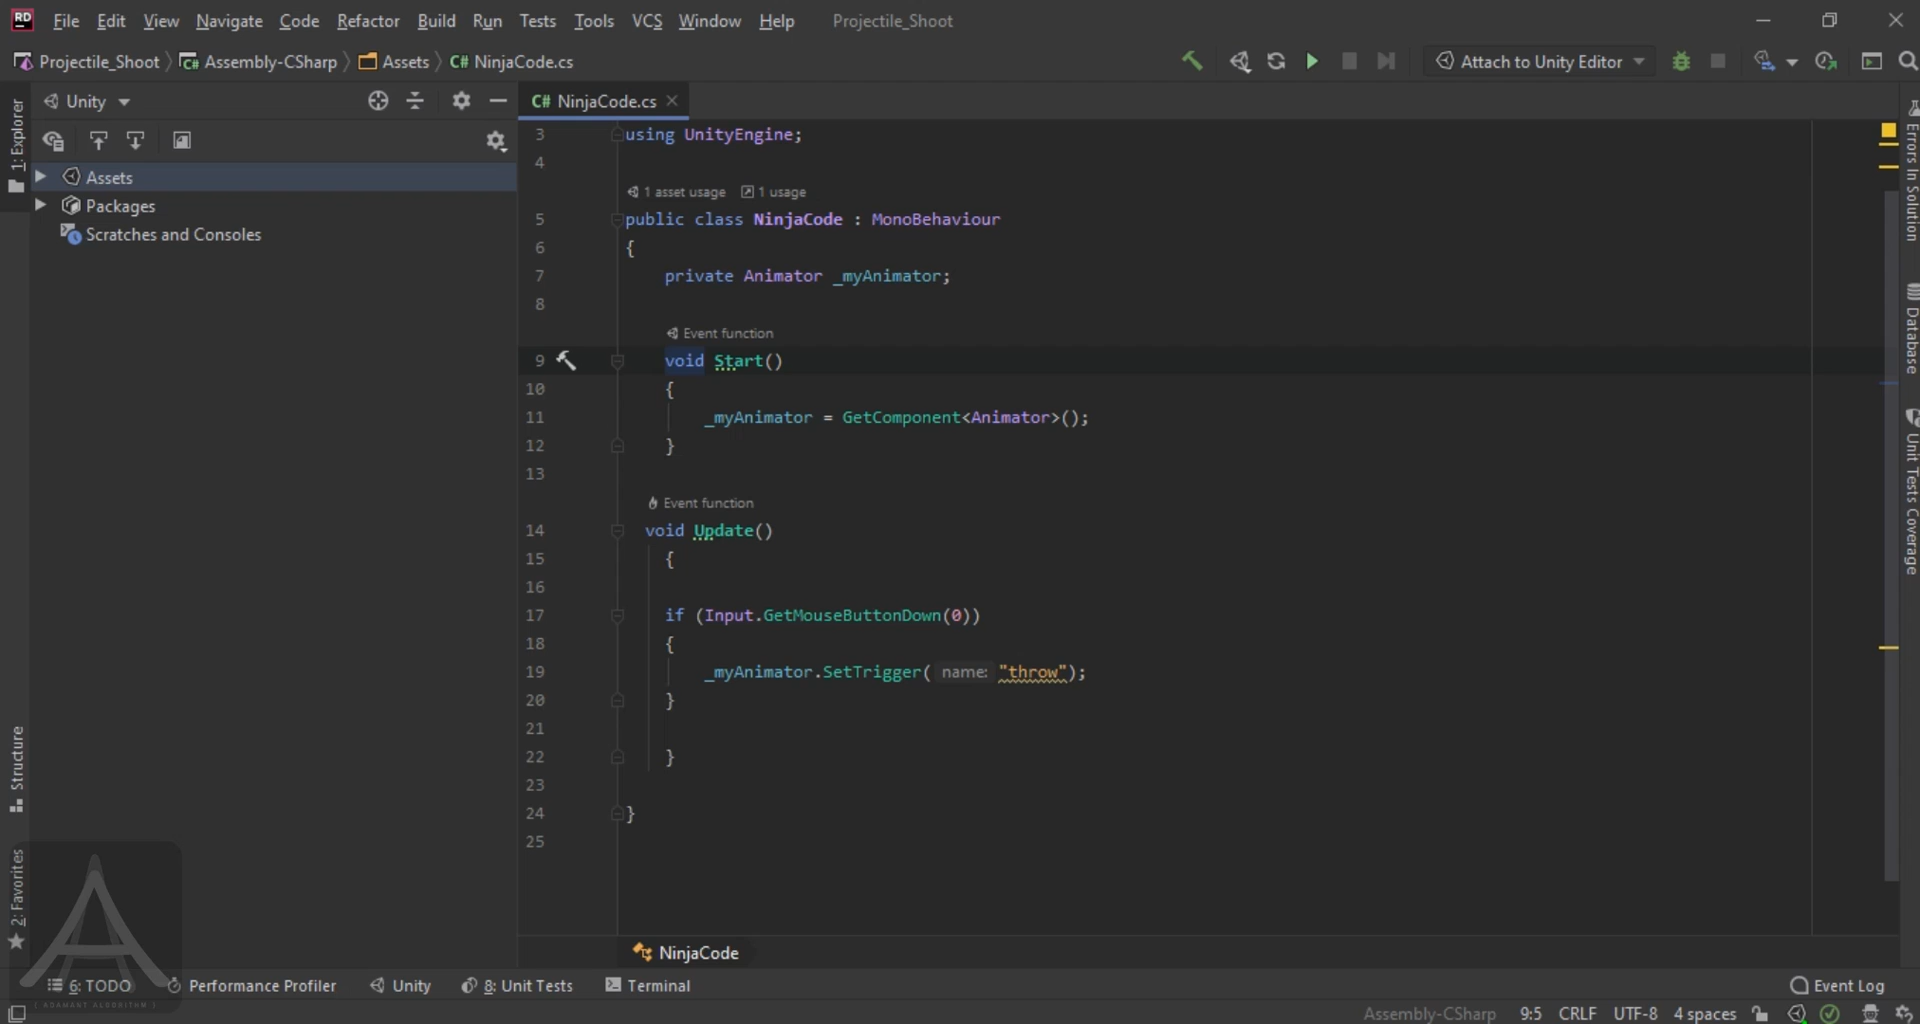 RD File Edit View Navigate Code Refactor Build Run Tests Tools VCS Window Help Projectile_Shoot
Projectile_Shoot Assembly-CSharp Assets C# NinjaCode.cs Attach to Unity Editor
Unity C# NinjaCode.cs
1: Explorer
Assets
Packages
Scratches and Consoles
Structure
2: Favorites
3 using UnityEngine;
4
1 asset usage 1 usage
5 public class NinjaCode : MonoBehaviour
6 {
7 private Animator _myAnimator;
8
Event function
9 void Start()
10 {
11 _myAnimator = GetComponent<Animator>();
12 }
13
Event function
14 void Update()
15 {
16
17 if (Input.GetMouseButtonDown(0))
18 {
19 _myAnimator.SetTrigger( name: "throw");
20 }
21
22 }
23
24 }
25
Errors In Solution
Database
Unit Tests Coverage
NinjaCode
6: TODO Performance Profiler Unity 8: Unit Tests Terminal Event Log
[ ADAMANT ALGORITHM ]
Assembly-CSharp 9:5 CRLF UTF-8 4 spaces